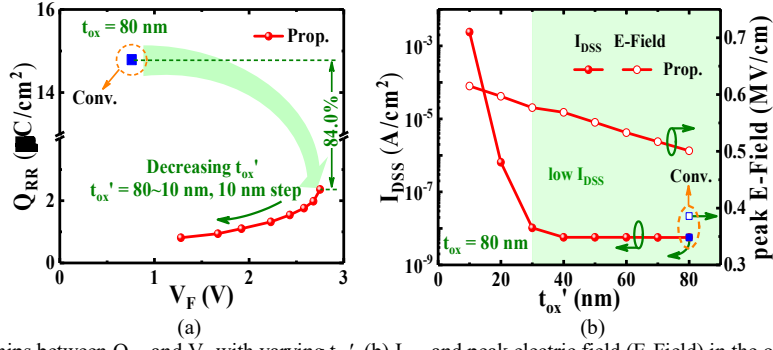 (a)
t_ox = 80 nm
Prop.
Conv.
84.0%
Decreasing t_ox'
t_ox' = 80~10 nm, 10 nm step
16
14
2
0
Q_RR ( C/cm²)
0 1 2 3
V_F (V)
(a)
(b)
I_DSS E-Field
Prop.
low I_DSS
Conv.
t_ox = 80 nm
10⁻³
10⁻⁵
10⁻⁷
10⁻⁹
I_DSS (A/cm²)
0.7
0.6
0.5
0.4
0.3
peak E-Field (MV/cm)
0 20 40 60 80
t_ox' (nm)
(b)